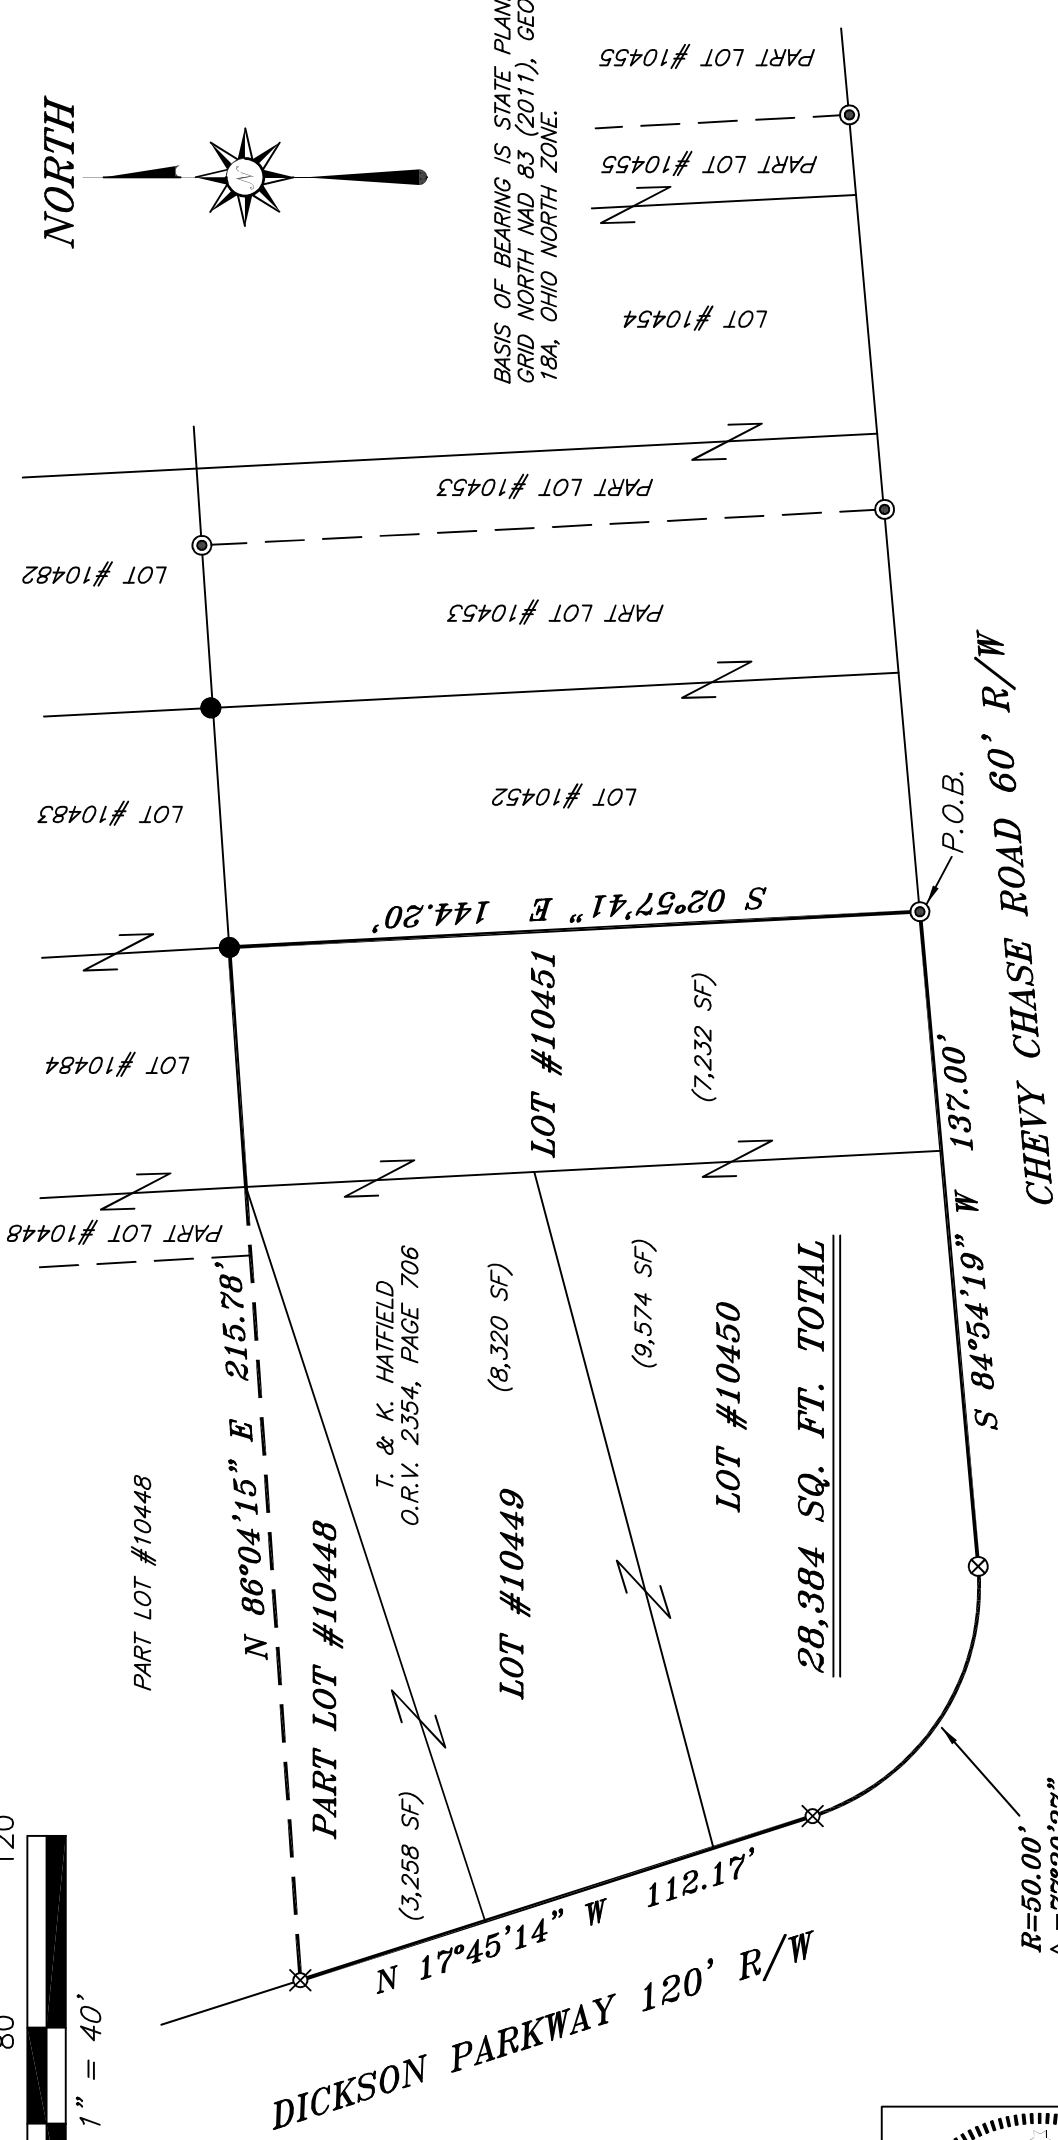 NORTH
BASIS OF BEARING IS STATE PLAN
GRID NORTH NAD 83 (2011), GEO
18A, OHIO NORTH ZONE.
PART LOT #10455
PART LOT #10455
LOT #10454
PART LOT #10453
PART LOT #10453
LOT #10482
LOT #10452
LOT #10483
S 02°57'41" E 144.20'
LOT #10484
LOT #10451
(7,232 SF)
P.O.B.
CHEVY CHASE ROAD 60' R/W
S 84°54'19" W 137.00'
PART LOT #10448
N 86°04'15" E 215.78'
PART LOT #10448
PART LOT #10448
(3,258 SF)
T. & K. HATFIELD
O.R.V. 2354, PAGE 706
(8,320 SF)
LOT #10449
(9,574 SF)
LOT #10450
28,384 SQ. FT. TOTAL
N 17°45'14" W 112.17'
DICKSON PARKWAY 120' R/W
R=50.00'
80
120
1" = 40'